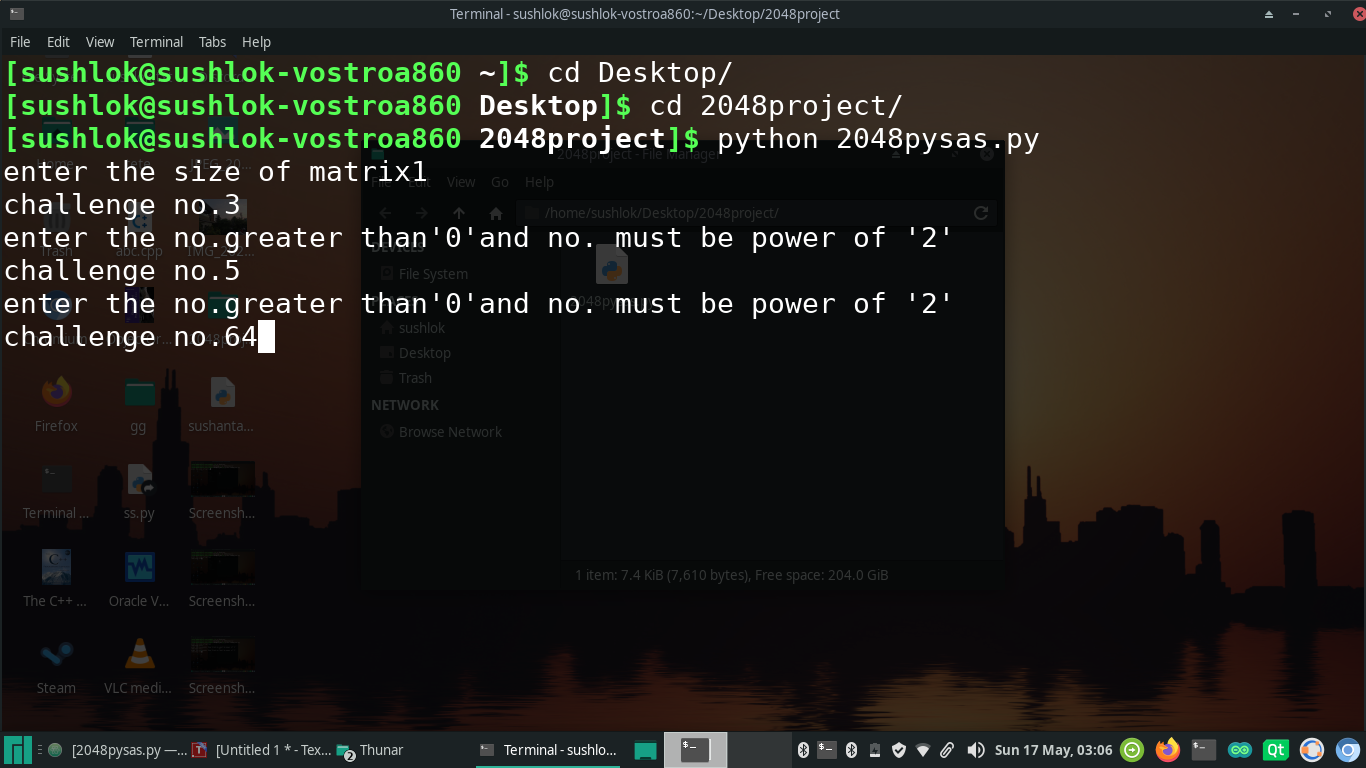 Terminal - sushlok@sushlok-vostroa860:~/Desktop/2048project
File Edit View Terminal Tabs Help
[sushlok@sushlok-vostroa860 ~]$ cd Desktop/
[sushlok@sushlok-vostroa860 Desktop]$ cd 2048project/
[sushlok@sushlok-vostroa860 2048project]$ python 2048pysas.py
enter the size of matrix1
challenge no.3
enter the no.greater than'0'and no. must be power of '2'
challenge no.5
enter the no.greater than'0'and no. must be power of '2'
challenge no.64
2048project - File Manager
File Edit View Go Help
/home/sushlok/Desktop/2048project/
DEVICES
File System
sushlok
Desktop
Trash
NETWORK
Browse Network
1 item: 7.4 KiB (7,610 bytes), Free space: 204.0 GiB
Trash abc.cpp IMG_202...
Firefox gg sushanta...
Terminal ... ss.py Screensh...
The C++ ... Oracle V... Screensh...
Steam VLC medi... Screensh...
[2048pysas.py —... [Untitled 1 * - Tex... 2 Thunar Terminal - sushlo... Sun 17 May, 03:06 Qt